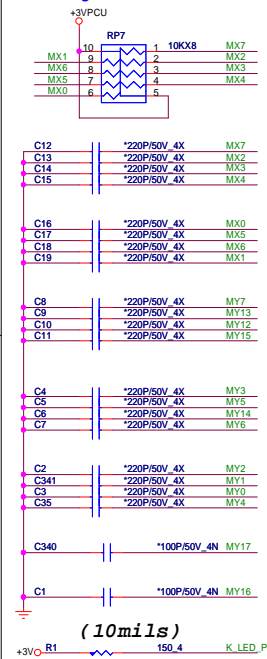 +3VPCU
RP7
10 1 10KX8 MX7
MX1 9 2 MX2
MX6 8 3 MX3
MX5 7 4 MX4
MX0 6 5
C12 *220P/50V_4X MX7
C13 *220P/50V_4X MX2
C14 *220P/50V_4X MX3
C15 *220P/50V_4X MX4
C16 *220P/50V_4X MX0
C17 *220P/50V_4X MX5
C18 *220P/50V_4X MX6
C19 *220P/50V_4X MX1
C8 *220P/50V_4X MY7
C9 *220P/50V_4X MY13
C10 *220P/50V_4X MY12
C11 *220P/50V_4X MY15
C4 *220P/50V_4X MY3
C5 *220P/50V_4X MY5
C6 *220P/50V_4X MY14
C7 *220P/50V_4X MY6
C2 *220P/50V_4X MY2
C341 *220P/50V_4X MY1
C3 *220P/50V_4X MY0
C35 *220P/50V_4X MY4
C340 *100P/50V_4N MY17
C1 *100P/50V_4N MY16
(10mils)
+3V R1 150_4 K_LED_P